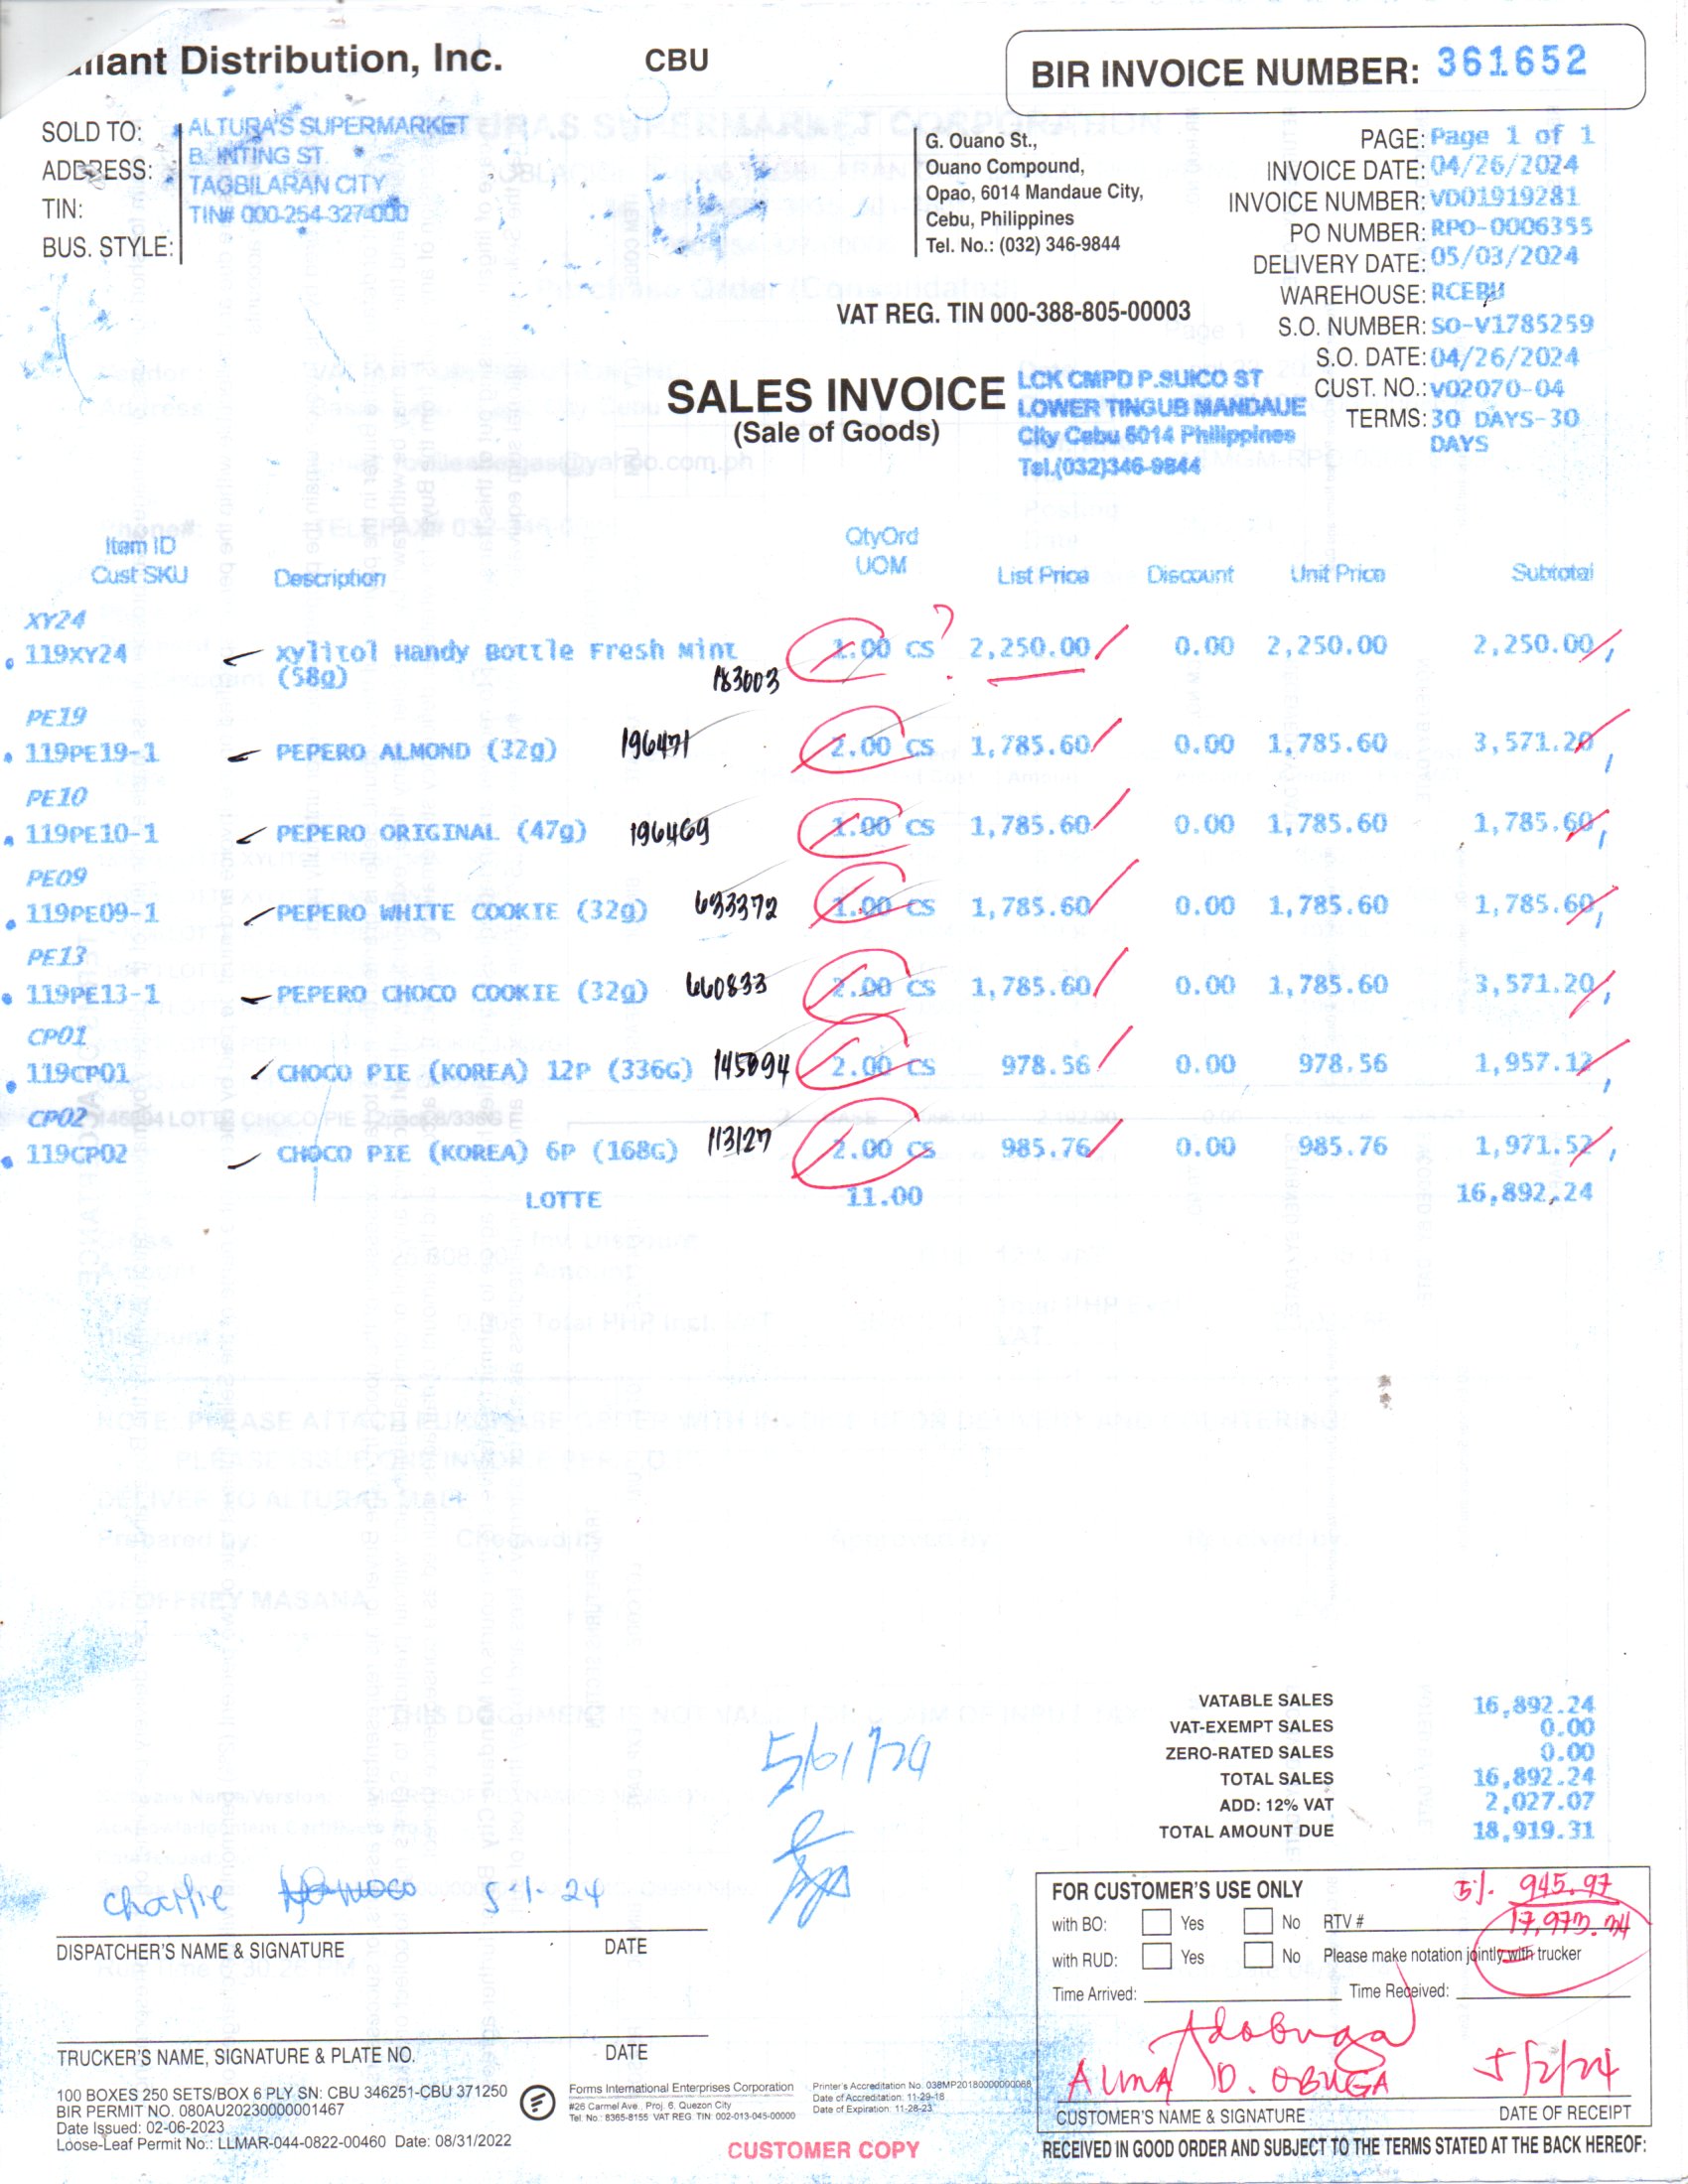 Distribution, Inc.
CBU
BIR INVOICE NUMBER: 361652
SOLD TO: ALTURA'S SUPERMARKET
ADDRESS: B. INTING ST.
TAGBILARAN CITY
TIN: TIN# 000-254-327-000
BUS. STYLE:
G. Ouano St.,
Ouano Compound,
Opao, 6014 Mandaue City,
Cebu, Philippines
Tel. No.: (032) 346-9844
PAGE: Page 1 of 1
INVOICE DATE: 04/26/2024
INVOICE NUMBER: VD01919281
PO NUMBER: RPO-0006355
DELIVERY DATE: 05/03/2024
WAREHOUSE: RCEBU
S.O. NUMBER: SO-V1785259
S.O. DATE: 04/26/2024
CUST. NO.: V02070-04
TERMS: 30 DAYS-30
DAYS
VAT REG. TIN 000-388-805-00003
SALES INVOICE
(Sale of Goods)
LCK CMPD P.SUICO ST
LOWER TINGUB MANDAUE
City Cebu 6014 Philippines
Tel.(032)346-9844
Item ID QtyOrd
Cust SKU Description UOM List Price Discount Unit Price Subtotal
XY24
119XY24 Xylitol Handy Bottle Fresh Mint 1.00 CS ? 2,250.00 0.00 2,250.00 2,250.00
(58g) 183003
PE19
119PE19-1 PEPERO ALMOND (32g) 196471 2.00 CS 1,785.60 0.00 1,785.60 3,571.20
PE10
119PE10-1 PEPERO ORIGINAL (47g) 196469 1.00 CS 1,785.60 0.00 1,785.60 1,785.60
PE09
119PE09-1 PEPERO WHITE COOKIE (32g) 633372 1.00 CS 1,785.60 0.00 1,785.60 1,785.60
PE13
119PE13-1 PEPERO CHOCO COOKIE (32g) 660833 2.00 CS 1,785.60 0.00 1,785.60 3,571.20
CP01
119CP01 CHOCO PIE (KOREA) 12P (336G) 145094 2.00 CS 978.56 0.00 978.56 1,957.12
CP02
119CP02 CHOCO PIE (KOREA) 6P (168G) 113127 2.00 CS 985.76 0.00 985.76 1,971.52
LOTTE 11.00 16,892.24
VATABLE SALES 16,892.24
VAT-EXEMPT SALES 0.00
ZERO-RATED SALES 0.00
TOTAL SALES 16,892.24
ADD: 12% VAT 2,027.07
TOTAL AMOUNT DUE 18,919.31
5/01/24
Charlie 5-1-24
DISPATCHER'S NAME & SIGNATURE DATE
TRUCKER'S NAME, SIGNATURE & PLATE NO. DATE
FOR CUSTOMER'S USE ONLY 5% 945.97
with BO: Yes No RTV # 17,973.34
with RUD: Yes No Please make notation jointly with trucker
Time Arrived: Time Received:
ALMA D. OBUGA 5/2/24
CUSTOMER'S NAME & SIGNATURE DATE OF RECEIPT
RECEIVED IN GOOD ORDER AND SUBJECT TO THE TERMS STATED AT THE BACK HEREOF:
100 BOXES 250 SETS/BOX 6 PLY SN: CBU 346251-CBU 371250
BIR PERMIT NO. 080AU20230000001467
Date Issued: 02-06-2023
Loose-Leaf Permit No.: LLMAR-044-0822-00460 Date: 08/31/2022
Forms International Enterprises Corporation
#26 Carmel Ave., Proj. 6, Quezon City
Tel. No.: 8365-8155 VAT REG. TIN: 002-013-045-00000
Printer's Accreditation No. 038MP20180000000068
Date of Accreditation: 11-29-18
Date of Expiration: 11-28-23
CUSTOMER COPY